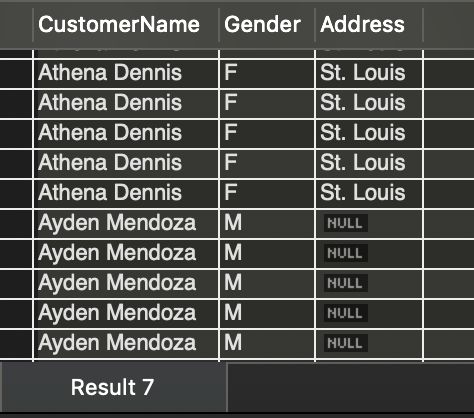 CustomerName Gender Address
Athena Dennis F St. Louis
Athena Dennis F St. Louis
Athena Dennis F St. Louis
Athena Dennis F St. Louis
Athena Dennis F St. Louis
Ayden Mendoza M NULL
Ayden Mendoza M NULL
Ayden Mendoza M NULL
Ayden Mendoza M NULL
Ayden Mendoza M NULL
Result 7